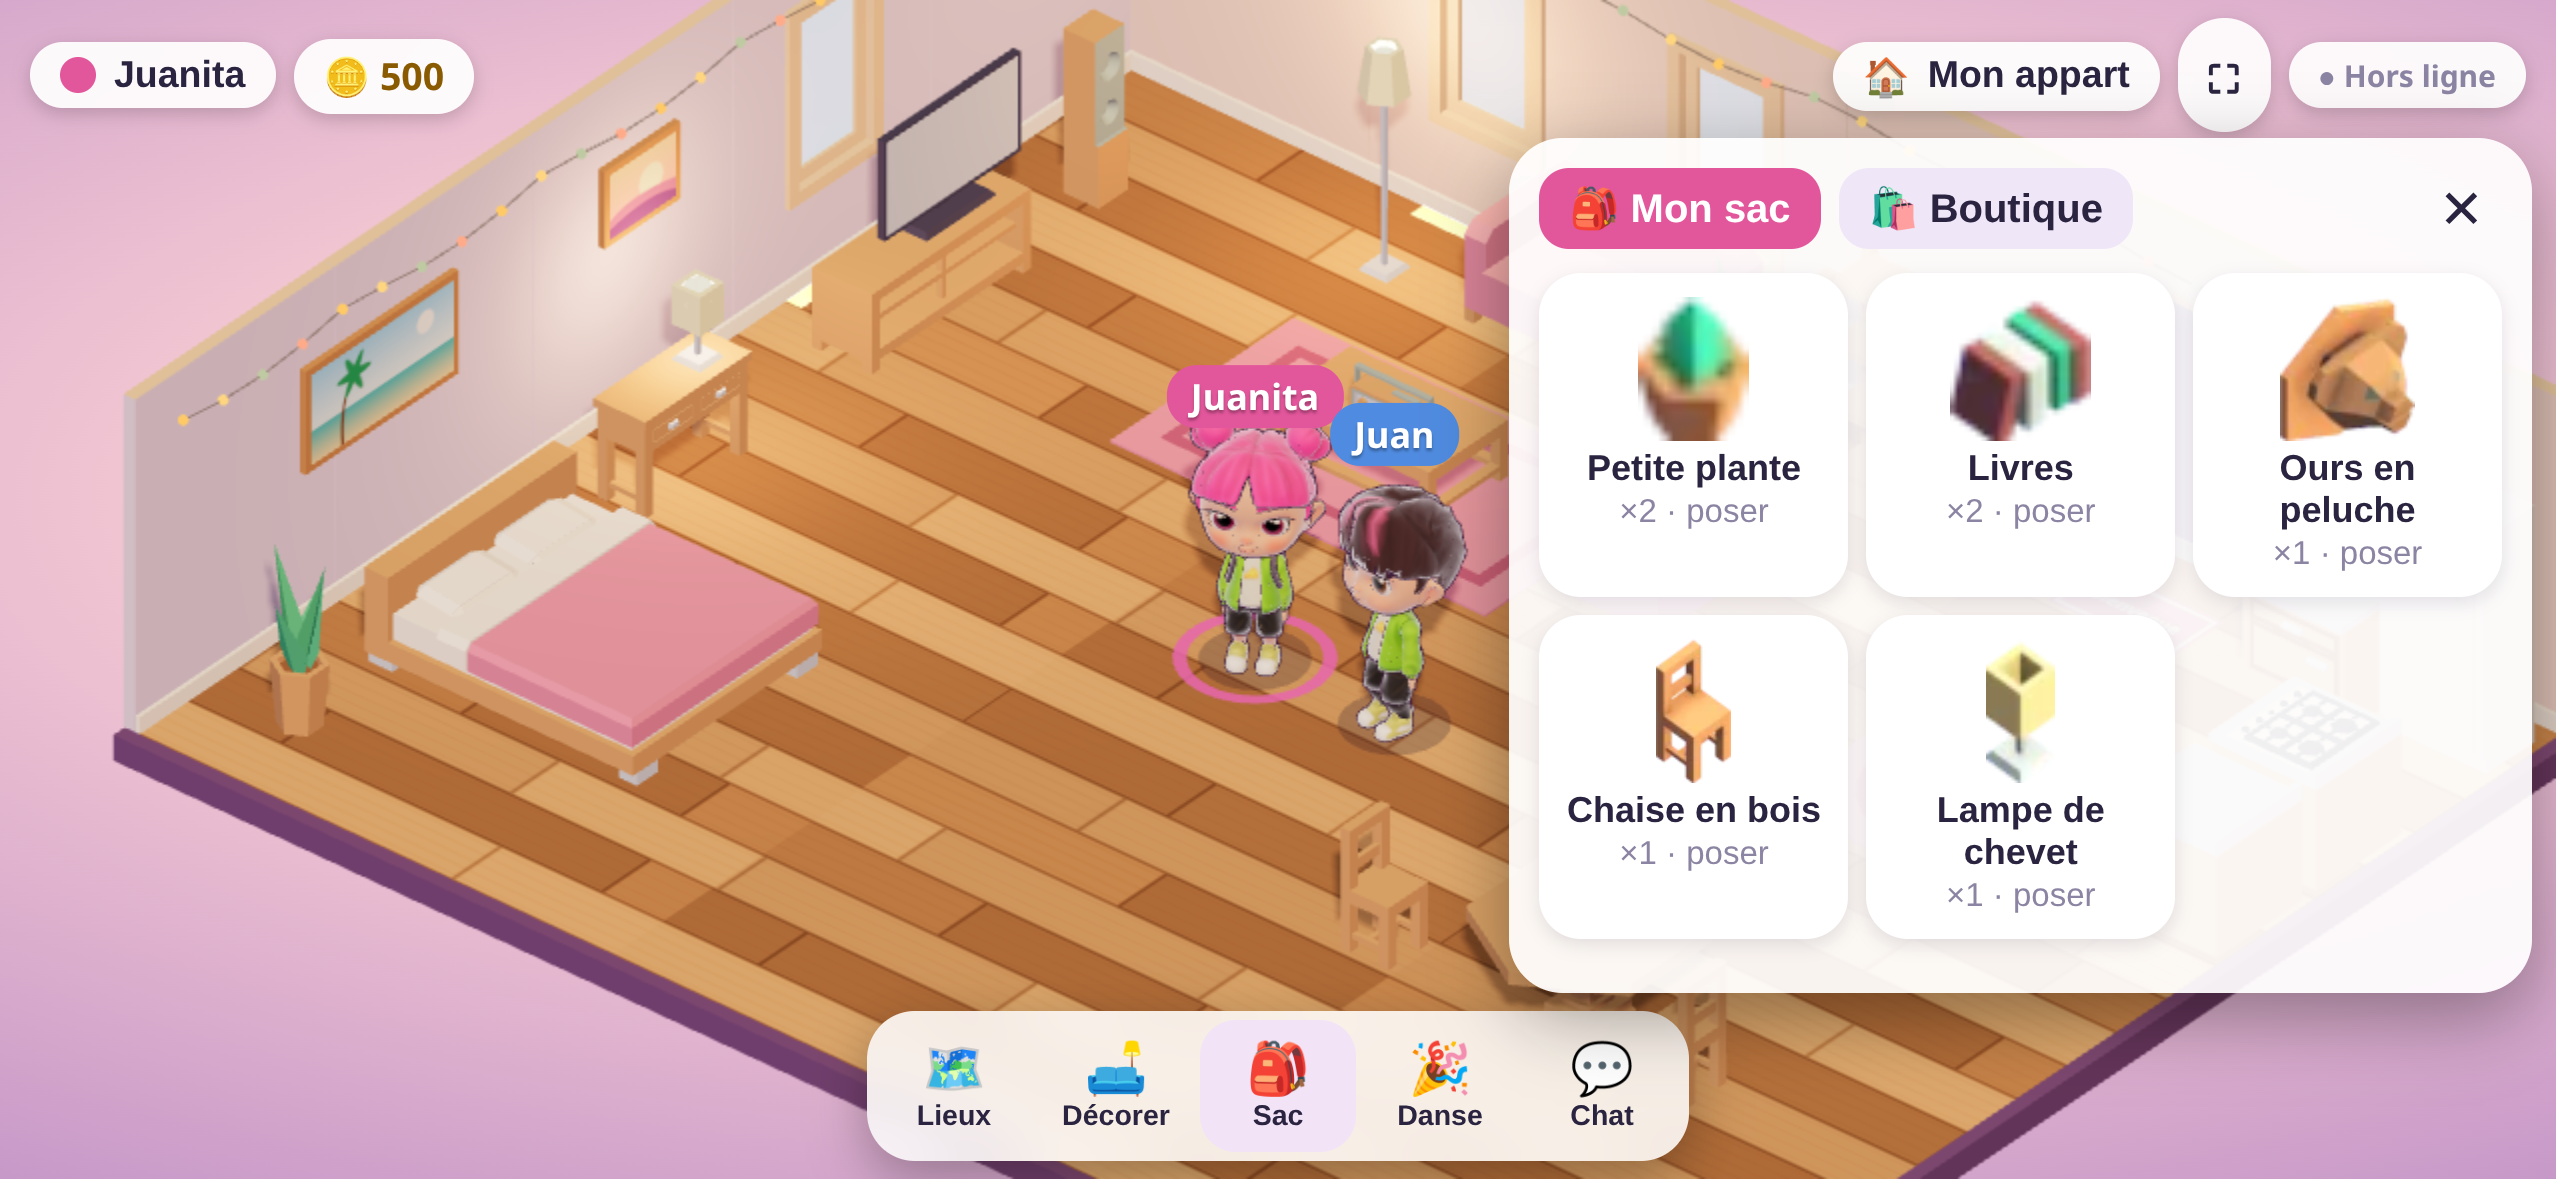 Juanita
500
Mon appart
Hors ligne
Mon sac
Boutique
Petite plante
×2 · poser
Livres
×2 · poser
Ours en
peluche
×1 · poser
Chaise en bois
×1 · poser
Lampe de
chevet
×1 · poser
Juanita
Juan
Lieux
Décorer
Sac
Danse
Chat